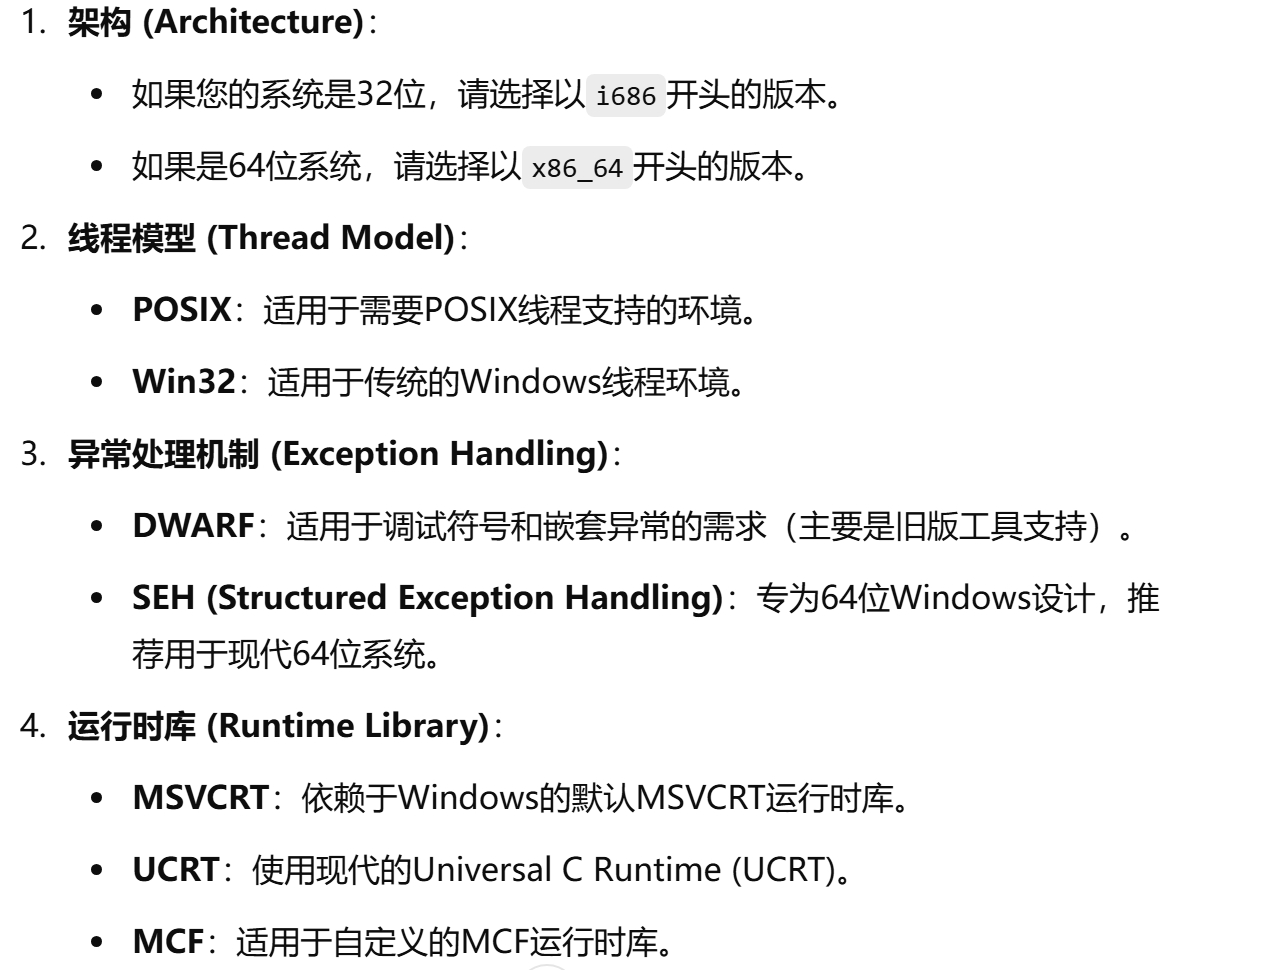 1. 架构 (Architecture)：
• 如果您的系统是32位，请选择以 i686 开头的版本。
• 如果是64位系统，请选择以 x86_64 开头的版本。
2. 线程模型 (Thread Model)：
• POSIX：适用于需要POSIX线程支持的环境。
• Win32：适用于传统的Windows线程环境。
3. 异常处理机制 (Exception Handling)：
• DWARF：适用于调试符号和嵌套异常的需求（主要是旧版工具支持）。
• SEH (Structured Exception Handling)：专为64位Windows设计，推
荐用于现代64位系统。
4. 运行时库 (Runtime Library)：
• MSVCRT：依赖于Windows的默认MSVCRT运行时库。
• UCRT：使用现代的Universal C Runtime (UCRT)。
• MCF：适用于自定义的MCF运行时库。